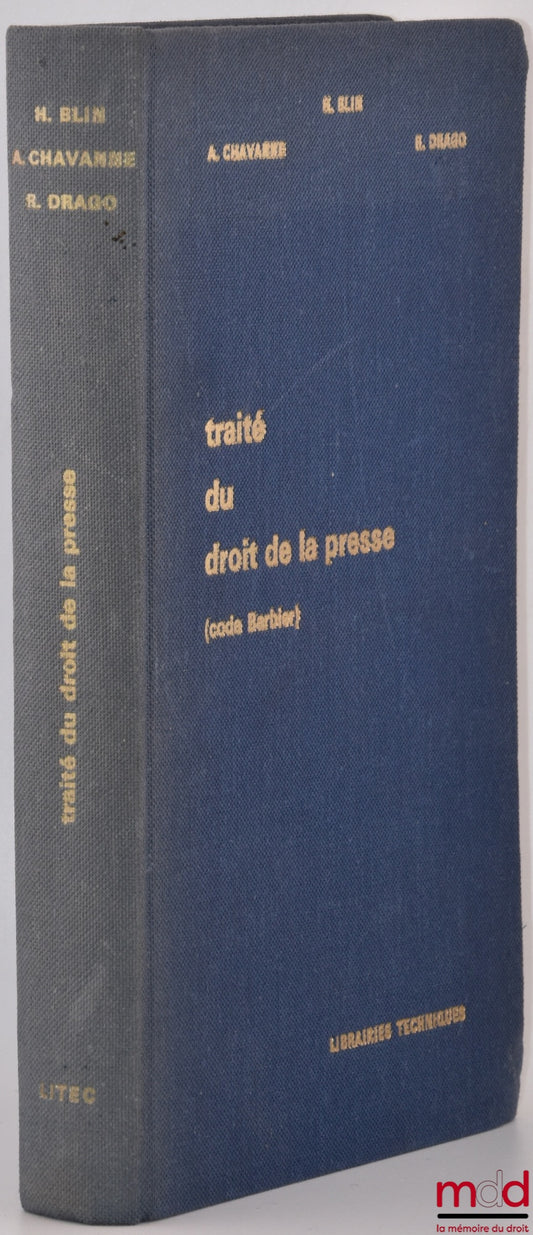 H. BLIN
A. CHAVANNE
R. DRAGO
traité du droit de la presse
LITEC
H. BLIN
A. CHAVANNE R. DRAGO
traité
du
droit de la presse
(code Barbier)
LIBRAIRIES TECHNIQUES
mdd
la mémoire du droit